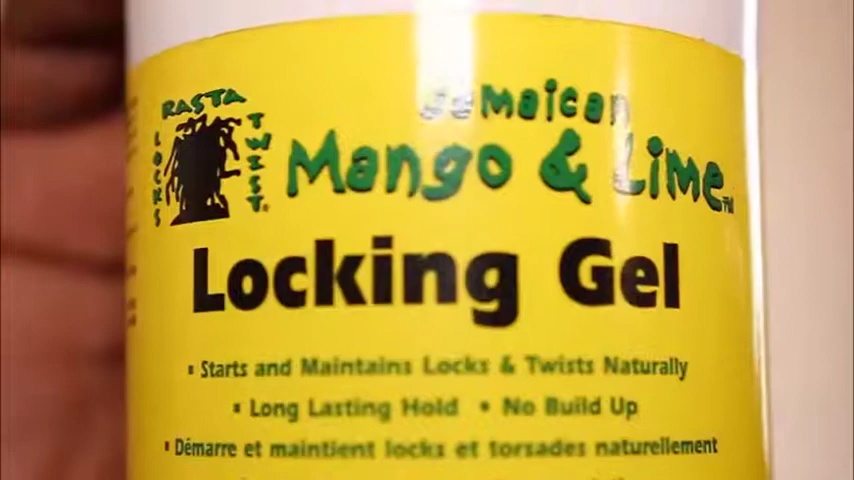 RASTA
LOCKS
TWIST
Jamaican
Mango & Lime™
Locking Gel
• Starts and Maintains Locks & Twists Naturally
• Long Lasting Hold • No Build Up
• Démarre et maintient locks et torsades naturellement